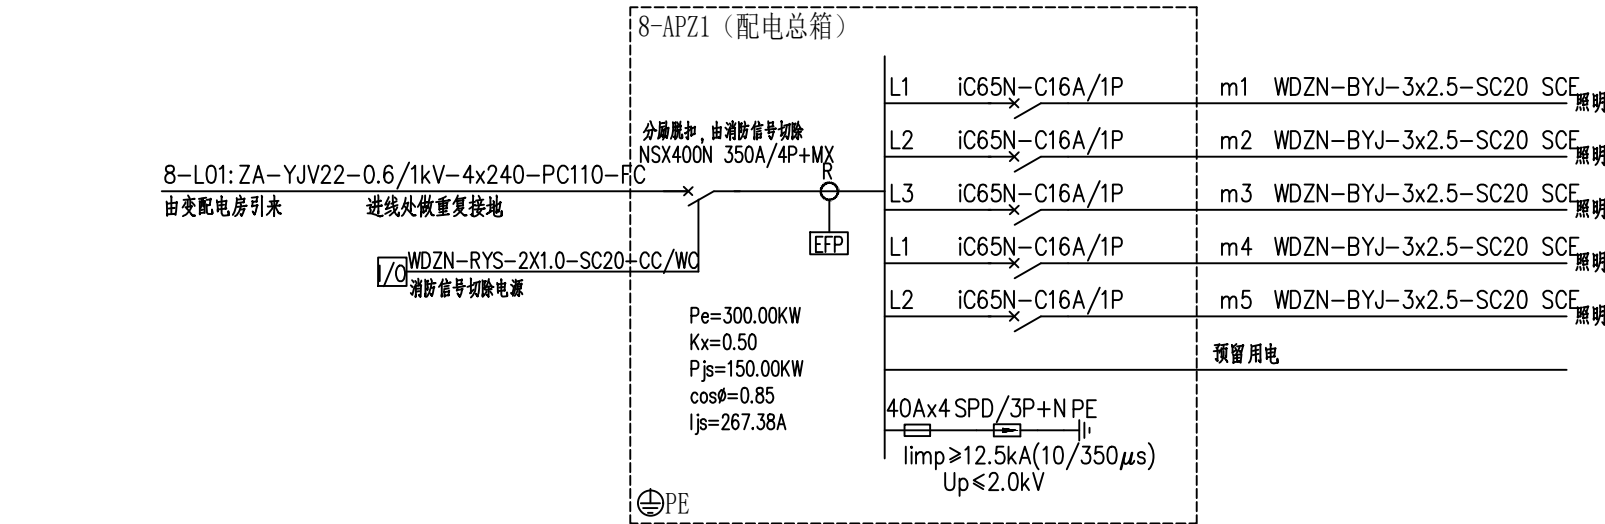 8-APZ1（配电总箱）
分励脱扣，由消防信号切除
NSX400N 350A/4P+MX
R
EFP
8-L01:ZA-YJV22-0.6/1kV-4x240-PC110-FC
由变配电房引来 进线处做重复接地
I/O WDZN-RYS-2X1.0-SC20-CC/WC
消防信号切除电源
Pe=300.00KW
Kx=0.50
Pjs=150.00KW
cosø=0.85
Ijs=267.38A
L1 iC65N-C16A/1P m1 WDZN-BYJ-3x2.5-SC20 SCE 照明
L2 iC65N-C16A/1P m2 WDZN-BYJ-3x2.5-SC20 SCE 照明
L3 iC65N-C16A/1P m3 WDZN-BYJ-3x2.5-SC20 SCE 照明
L1 iC65N-C16A/1P m4 WDZN-BYJ-3x2.5-SC20 SCE 照明
L2 iC65N-C16A/1P m5 WDZN-BYJ-3x2.5-SC20 SCE 照明
预留用电
40Ax4 SPD/3P+N PE
Iimp≥12.5kA(10/350μs)
Up≤2.0kV
PE